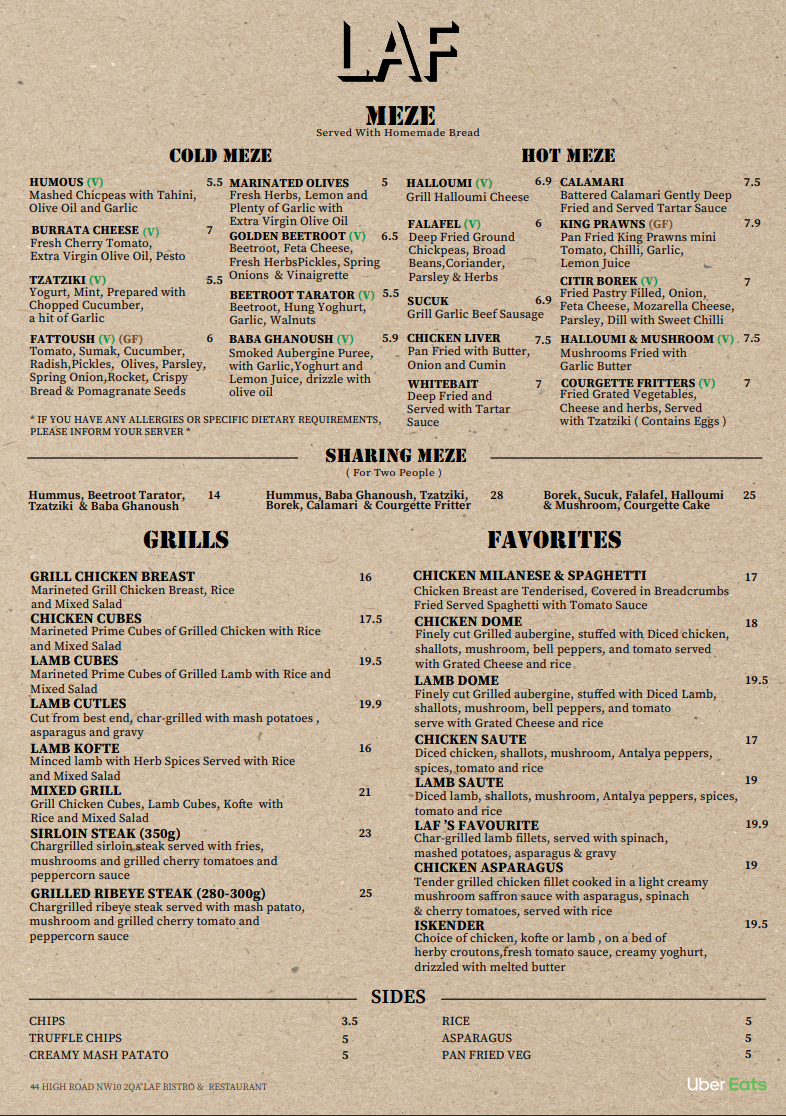 LAF
MEZE
Served With Homemade Bread
COLD MEZE
HUMOUS (V) 5.5
Mashed Chicpeas with Tahini,
Olive Oil and Garlic
BURRATA CHEESE (V) 7
Fresh Cherry Tomato,
Extra Virgin Olive Oil, Pesto
TZATZIKI (V) 5.5
Yogurt, Mint, Prepared with
Chopped Cucumber,
a hit of Garlic
FATTOUSH (V) (GF) 6
Tomato, Sumak, Cucumber,
Radish,Pickles, Olives, Parsley,
Spring Onion,Rocket, Crispy
Bread & Pomagranate Seeds
MARINATED OLIVES 5
Fresh Herbs, Lemon and
Plenty of Garlic with
Extra Virgin Olive Oil
GOLDEN BEETROOT (V) 6.5
Beetroot, Feta Cheese,
Fresh HerbsPickles, Spring
Onions & Vinaigrette
BEETROOT TARATOR (V) 5.5
Beetroot, Hung Yoghurt,
Garlic, Walnuts
BABA GHANOUSH (V) 5.9
Smoked Aubergine Puree,
with Garlic,Yoghurt and
Lemon Juice, drizzle with
olive oil
* IF YOU HAVE ANY ALLERGIES OR SPECIFIC DIETARY REQUIREMENTS,
PLEASE INFORM YOUR SERVER *
HOT MEZE
HALLOUMI (V) 6.9
Grill Halloumi Cheese
FALAFEL (V) 6
Deep Fried Ground
Chickpeas, Broad
Beans,Coriander,
Parsley & Herbs
SUCUK 6.9
Grill Garlic Beef Sausage
CHICKEN LIVER 7.5
Pan Fried with Butter,
Onion and Cumin
WHITEBAIT 7
Deep Fried and
Served with Tartar
Sauce
CALAMARI 7.5
Battered Calamari Gently Deep
Fried and Served Tartar Sauce
KING PRAWNS (GF) 7.9
Pan Fried King Prawns mini
Tomato, Chilli, Garlic,
Lemon Juice
CITIR BOREK (V) 7
Fried Pastry Filled, Onion,
Feta Cheese, Mozarella Cheese,
Parsley, Dill with Sweet Chilli
HALLOUMI & MUSHROOM (V) 7.5
Mushrooms Fried with
Garlic Butter
COURGETTE FRITTERS (V) 7
Fried Grated Vegetables,
Cheese and herbs, Served
with Tzatziki ( Contains Eggs )
SHARING MEZE
( For Two People )
Hummus, Beetroot Tarator, 14
Tzatziki & Baba Ghanoush
Hummus, Baba Ghanoush, Tzatziki, 28
Borek, Calamari & Courgette Fritter
Borek, Sucuk, Falafel, Halloumi 25
& Mushroom, Courgette Cake
GRILLS
GRILL CHICKEN BREAST 16
Marineted Grill Chicken Breast, Rice
and Mixed Salad
CHICKEN CUBES 17.5
Marineted Prime Cubes of Grilled Chicken with Rice
and Mixed Salad
LAMB CUBES 19.5
Marineted Prime Cubes of Grilled Lamb with Rice and
Mixed Salad
LAMB CUTLES 19.9
Cut from best end, char-grilled with mash potatoes ,
asparagus and gravy
LAMB KOFTE 16
Minced lamb with Herb Spices Served with Rice
and Mixed Salad
MIXED GRILL 21
Grill Chicken Cubes, Lamb Cubes, Kofte with
Rice and Mixed Salad
SIRLOIN STEAK (350g) 23
Chargrilled sirloin steak served with fries,
mushrooms and grilled cherry tomatoes and
peppercorn sauce
GRILLED RIBEYE STEAK (280-300g) 25
Chargrilled ribeye steak served with mash patato,
mushroom and grilled cherry tomato and
peppercorn sauce
FAVORITES
CHICKEN MILANESE & SPAGHETTI 17
Chicken Breast are Tenderised, Covered in Breadcrumbs
Fried Served Spaghetti with Tomato Sauce
CHICKEN DOME 18
Finely cut Grilled aubergine, stuffed with Diced chicken,
shallots, mushroom, bell peppers, and tomato served
with Grated Cheese and rice
LAMB DOME 19.5
Finely cut Grilled aubergine, stuffed with Diced Lamb,
shallots, mushroom, bell peppers, and tomato
serve with Grated Cheese and rice
CHICKEN SAUTE 17
Diced chicken, shallots, mushroom, Antalya peppers,
spices, tomato and rice
LAMB SAUTE 19
Diced lamb, shallots, mushroom, Antalya peppers, spices,
tomato and rice
LAF 'S FAVOURITE 19.9
Char-grilled lamb fillets, served with spinach,
mashed potatoes, asparagus & gravy
CHICKEN ASPARAGUS 19
Tender grilled chicken fillet cooked in a light creamy
mushroom saffron sauce with asparagus, spinach
& cherry tomatoes, served with rice
ISKENDER 19.5
Choice of chicken, kofte or lamb , on a bed of
herby croutons,fresh tomato sauce, creamy yoghurt,
drizzled with melted butter
SIDES
CHIPS 3.5
TRUFFLE CHIPS 5
CREAMY MASH PATATO 5
RICE 5
ASPARAGUS 5
PAN FRIED VEG 5
44 HIGH ROAD NW10 2QA LAF BISTRO & RESTAURANT
Uber Eats